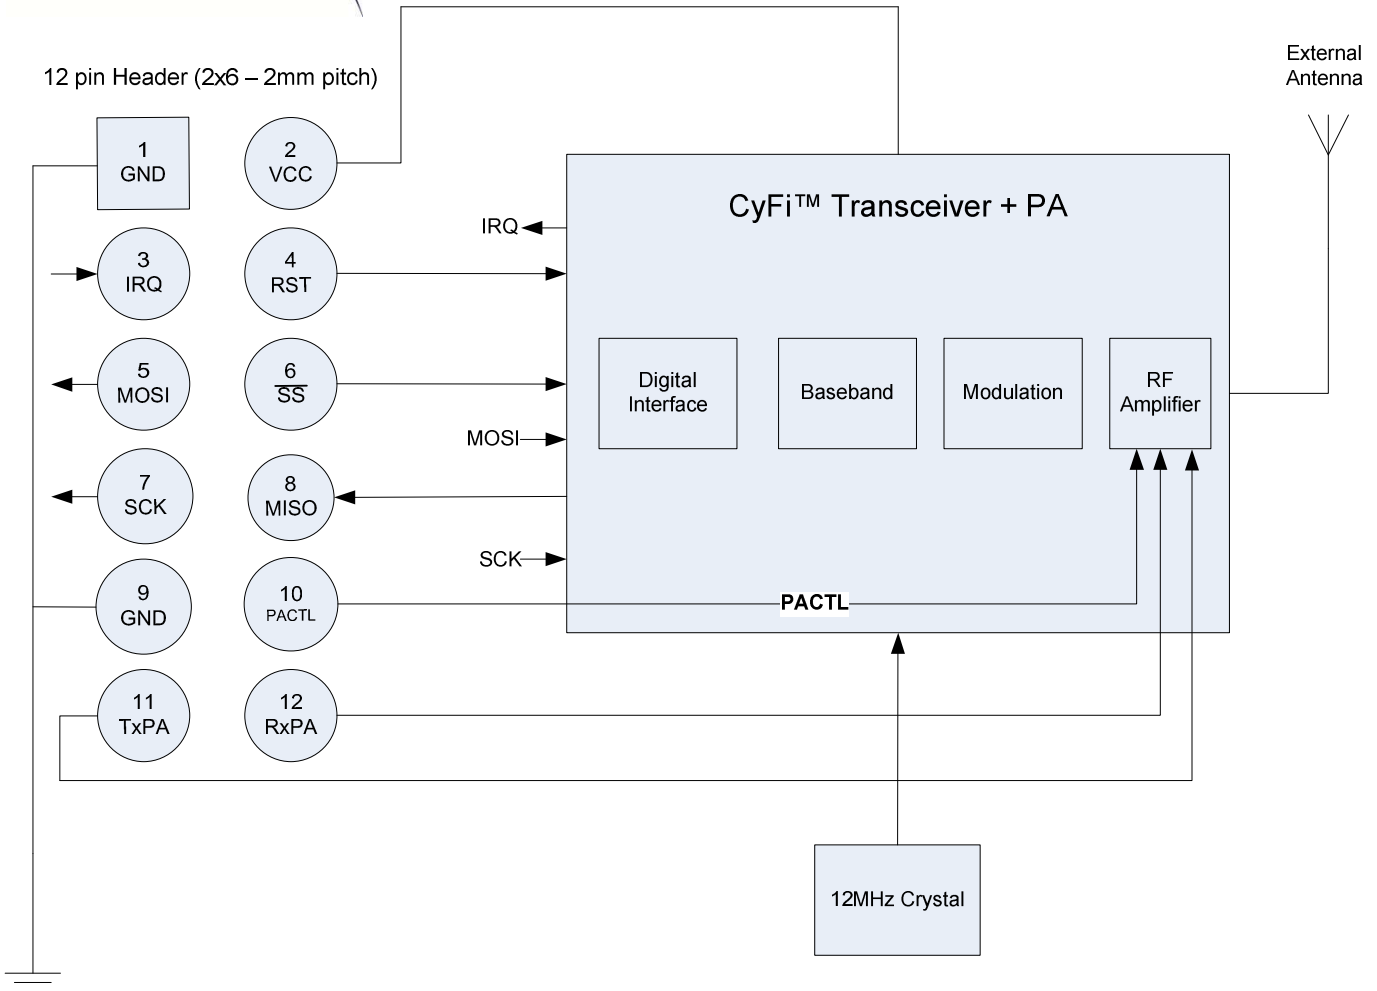 External
Antenna
12 pin Header (2x6 – 2mm pitch)
1
GND
2
VCC
CyFi™ Transceiver + PA
IRQ
3
IRQ
4
RST
5
MOSI
6
SS
Digital
Interface
Baseband
Modulation
RF
Amplifier
MOSI
7
SCK
8
MISO
SCK
9
GND
10
PACTL
PACTL
11
TxPA
12
RxPA
12MHz Crystal